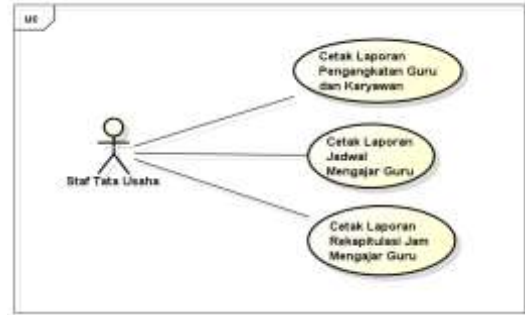 uc
Cetak Laporan
Pengangkatan Guru
dan Karyawan
Staf Tata Usaha
Cetak Laporan
Jadwal
Mengajar Guru
Cetak Laporan
Rekapitulasi Jam
Mengajar Guru